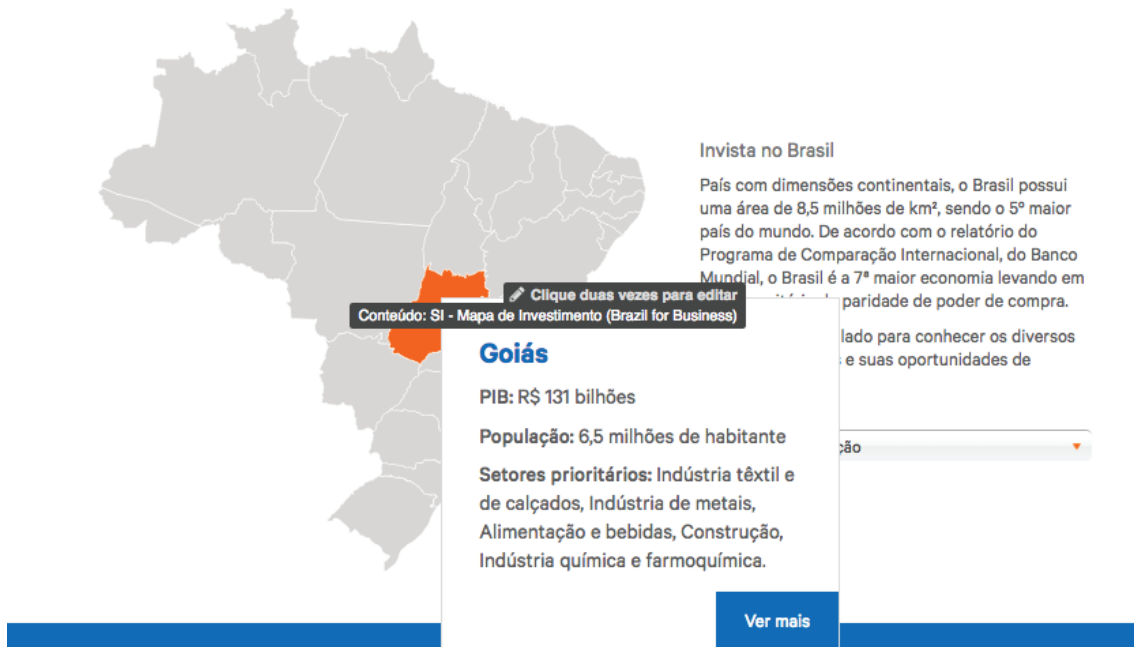 Invista no Brasil
País com dimensões continentais, o Brasil possui
uma área de 8,5 milhões de km², sendo o 5º maior
país do mundo. De acordo com o relatório do
Programa de Comparação Internacional, do Banco
Mundial, o Brasil é a 7ª maior economia levando em
paridade de poder de compra.
lado para conhecer os diversos
e suas oportunidades de
ção
Clique duas vezes para editar
Conteúdo: SI - Mapa de Investimento (Brazil for Business)
Goiás
PIB: R$ 131 bilhões
População: 6,5 milhões de habitante
Setores prioritários: Indústria têxtil e
de calçados, Indústria de metais,
Alimentação e bebidas, Construção,
Indústria química e farmoquímica.
Ver mais